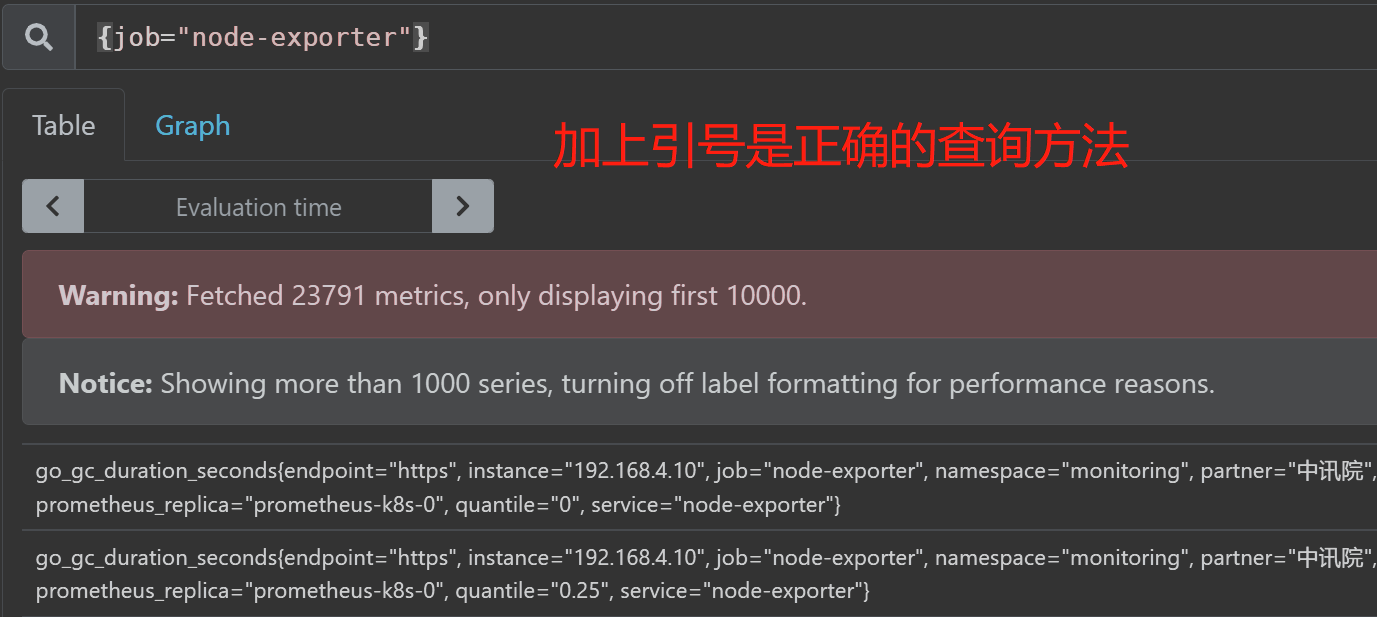 {job="node-exporter"}
Table
Graph
加上引号是正确的查询方法
Evaluation time
Warning: Fetched 23791 metrics, only displaying first 10000.
Notice: Showing more than 1000 series, turning off label formatting for performance reasons.
go_gc_duration_seconds{endpoint="https", instance="192.168.4.10", job="node-exporter", namespace="monitoring", partner="中讯院",
prometheus_replica="prometheus-k8s-0", quantile="0", service="node-exporter"}
go_gc_duration_seconds{endpoint="https", instance="192.168.4.10", job="node-exporter", namespace="monitoring", partner="中讯院",
prometheus_replica="prometheus-k8s-0", quantile="0.25", service="node-exporter"}